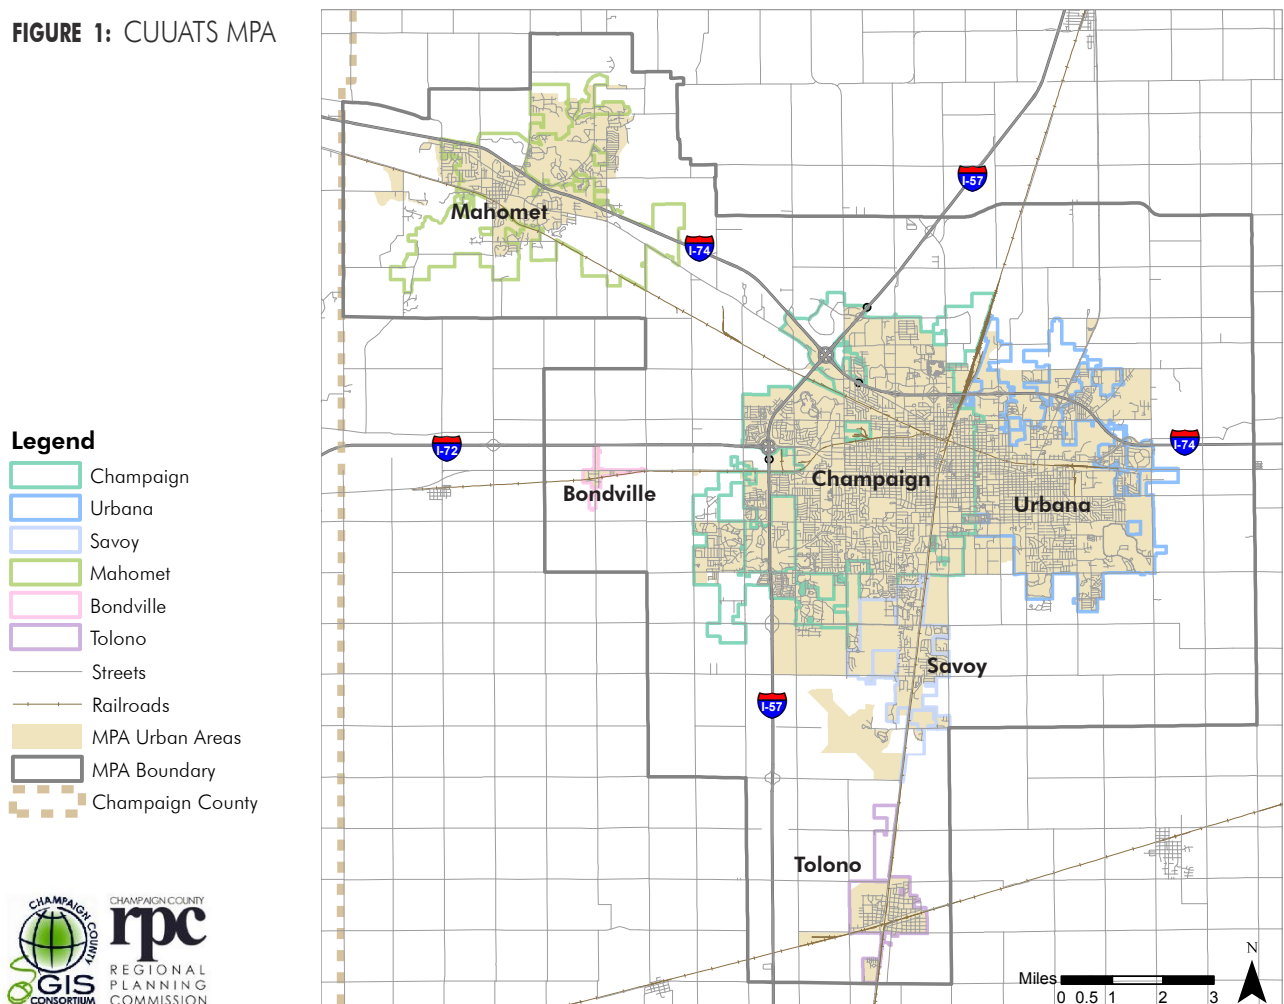 FIGURE 1: CUUATS MPA
I-57
Mahomet
I-74
Legend
I-72
I-74
Champaign
Champaign
Bondville
Urbana
Urbana
Savoy
Mahomet
Bondville
Tolono
Savoy
Streets
Railroads
I-57
MPA Urban Areas
MPA Boundary
Champaign County
Tolono
CHAMPAIGN COUNTY
GIS
CONSORTIUM
CHAMPAIGN COUNTY
rpc
REGIONAL
PLANNING
COMMISSION
N
Miles
0 0.5 1 2 3